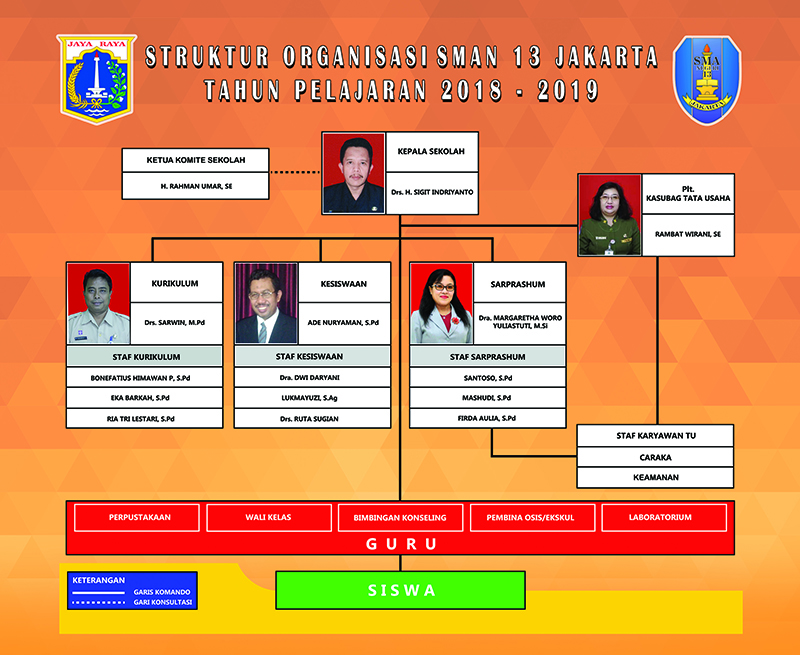 JAYA RAYA
STRUKTUR ORGANISASI SMAN 13 JAKARTA
TAHUN PELAJARAN 2018 - 2019
SMA
NEGERI
13
JAKARTA
KETUA KOMITE SEKOLAH
H. RAHMAN UMAR, SE
KEPALA SEKOLAH
Drs. H. SIGIT INDRIYANTO
Plt.
KASUBAG TATA USAHA
RAMBAT WIRANI, SE
KURIKULUM
Drs. SARWIN, M.Pd
STAF KURIKULUM
BONEFATIUS HIMAWAN P, S.Pd
EKA BARKAH, S.Pd
RIA TRI LESTARI, S.Pd
KESISWAAN
ADE NURYAMAN, S.Pd
STAF KESISWAAN
Dra. DWI DARYANI
LUKMAYUZI, S.Ag
Drs. RUTA SUGIAN
SARPRASHUM
Dra. MARGARETHA WORO
YULIASTUTI, M.Si
STAF SARPRASHUM
SANTOSO, S.Pd
MASHUDI, S.Pd
FIRDA AULIA, S.Pd
STAF KARYAWAN TU
CARAKA
KEAMANAN
PERPUSTAKAAN
WALI KELAS
BIMBINGAN KONSELING
PEMBINA OSIS/EKSKUL
LABORATORIUM
GURU
SISWA
KETERANGAN
GARIS KOMANDO
GARI KONSULTASI